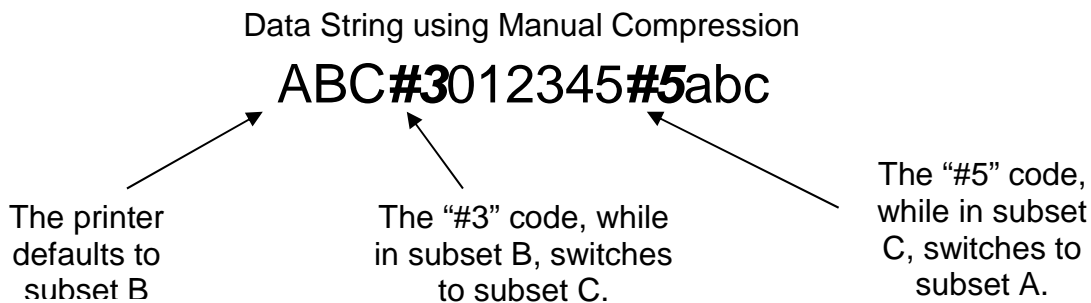 Data String using Manual Compression
ABC#3012345#5abc
The printer
defaults to
subset B
The “#3” code, while
in subset B, switches
to subset C.
The “#5” code,
while in subset
C, switches to
subset A.